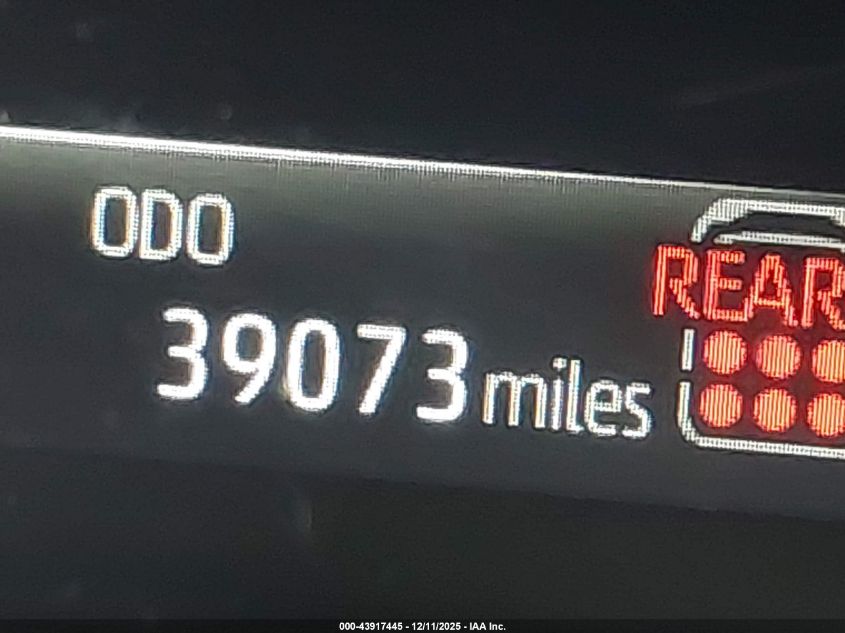 ODO
39073 miles
REAR
000-43917445 - 12/11/2025 - IAA Inc.